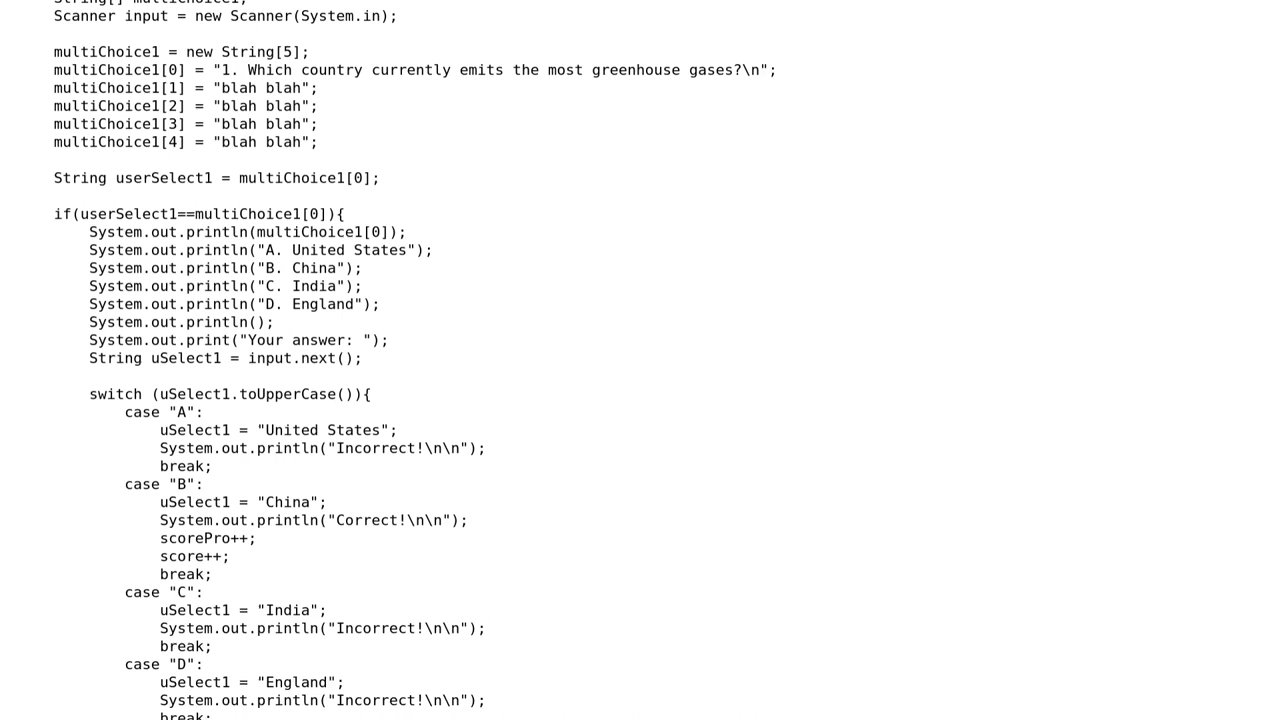 String[] multiChoice1;
Scanner input = new Scanner(System.in);
multiChoice1 = new String[5];
multiChoice1[0] = "1. Which country currently emits the most greenhouse gases?\n";
multiChoice1[1] = "blah blah";
multiChoice1[2] = "blah blah";
multiChoice1[3] = "blah blah";
multiChoice1[4] = "blah blah";
String userSelect1 = multiChoice1[0];
if(userSelect1==multiChoice1[0]){
System.out.println(multiChoice1[0]);
System.out.println("A. United States");
System.out.println("B. China");
System.out.println("C. India");
System.out.println("D. England");
System.out.println();
System.out.print("Your answer: ");
String uSelect1 = input.next();
switch (uSelect1.toUpperCase()){
case "A":
uSelect1 = "United States";
System.out.println("Incorrect!\n\n");
break;
case "B":
uSelect1 = "China";
System.out.println("Correct!\n\n");
scorePro++;
score++;
break;
case "C":
uSelect1 = "India";
System.out.println("Incorrect!\n\n");
break;
case "D":
uSelect1 = "England";
System.out.println("Incorrect!\n\n");
break;